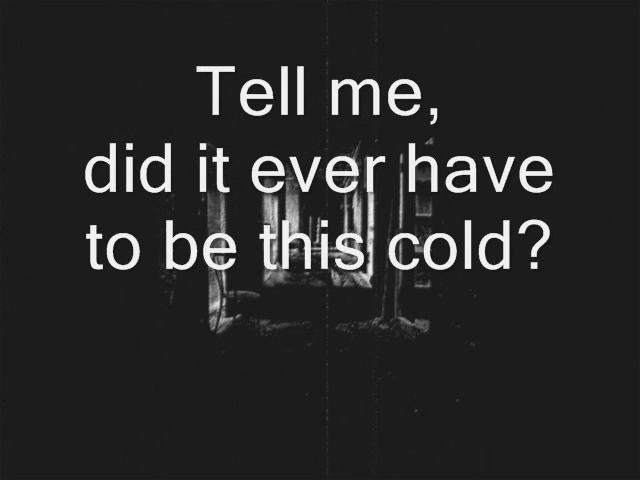 Tell me,
did it ever have
to be this cold?